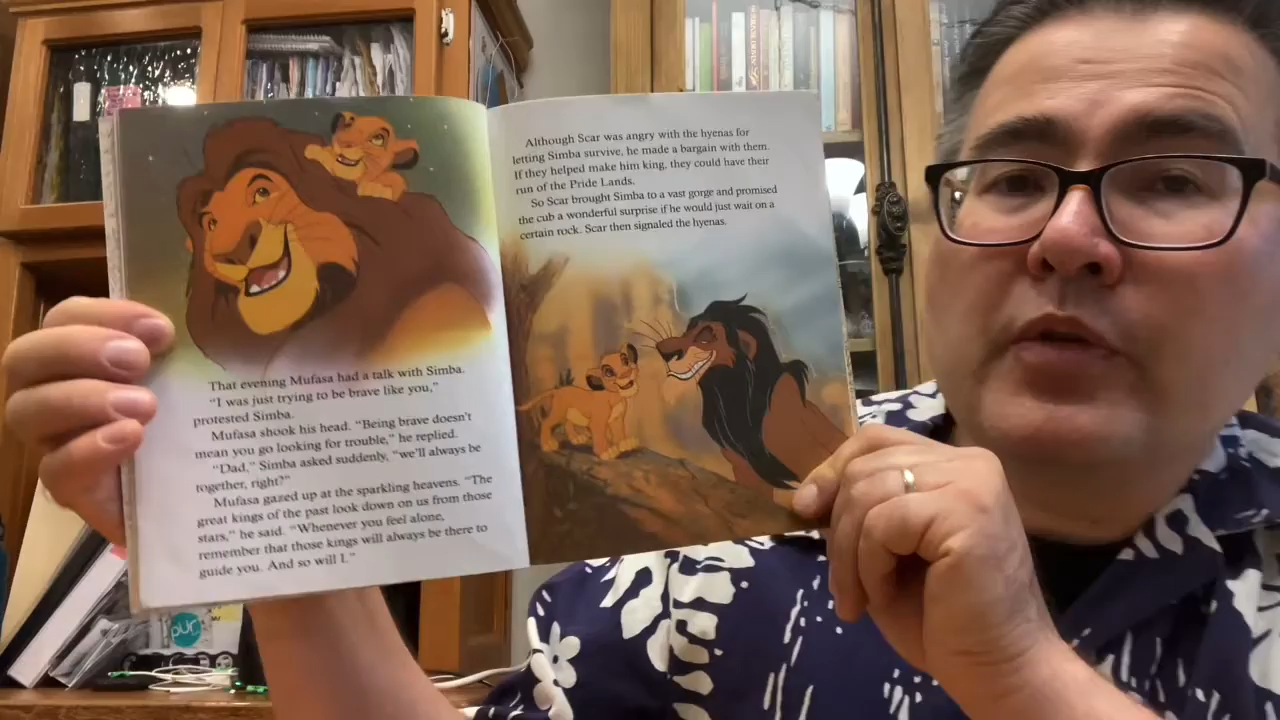 That evening Mufasa had a talk with Simba.
“I was just trying to be brave like you,”
protested Simba.
Mufasa shook his head. “Being brave doesn’t
mean you go looking for trouble,” he replied.
“Dad,” Simba asked suddenly, “we’ll always be
together, right?”
Mufasa gazed up at the sparkling heavens. “The
great kings of the past look down on us from those
stars,” he said. “Whenever you feel alone,
remember that those kings will always be there to
guide you. And so will I.”
Although Scar was angry with the hyenas for
letting Simba survive, he made a bargain with them.
If they helped make him king, they could have their
run of the Pride Lands.
So Scar brought Simba to a vast gorge and promised
the cub a wonderful surprise if he would just wait on a
certain rock. Scar then signaled the hyenas.
pür